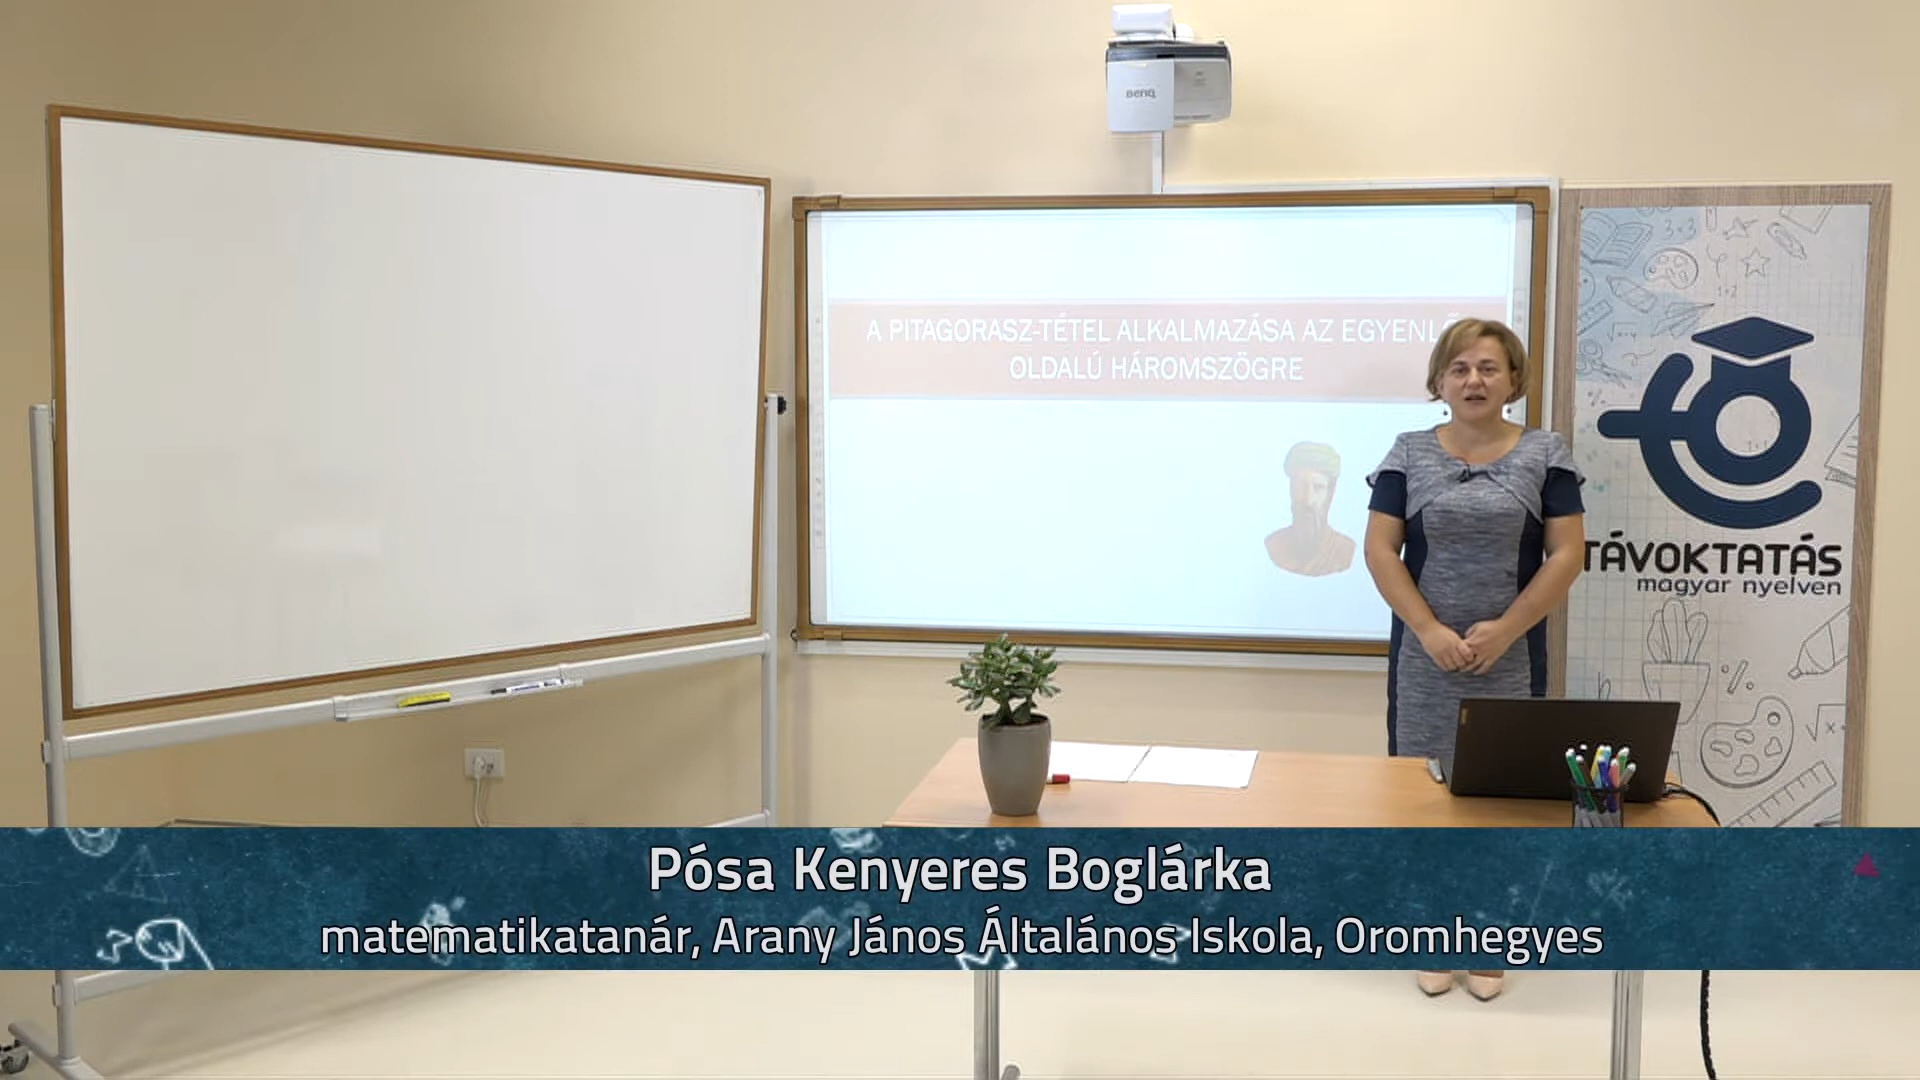 BenQ
A PITAGORASZ-TÉTEL ALKALMAZÁSA AZ EGYENLŐ
OLDALÚ HÁROMSZÖGRE
TÁVOKTATÁS
magyar nyelven
Pósa Kenyeres Boglárka
matematikatanár, Arany János Általános Iskola, Oromhegyes